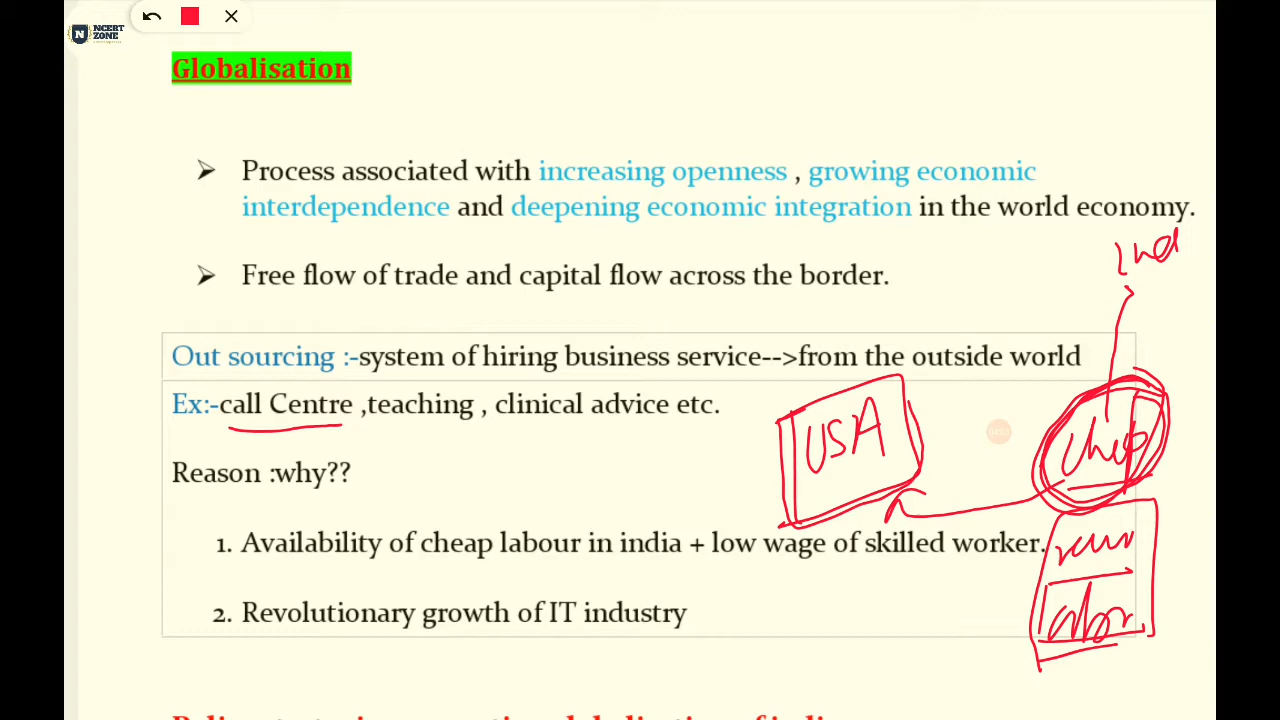 NCERT
ZONE
Globalisation
➢ Process associated with increasing openness , growing economic
interdependence and deepening economic integration in the world economy.
ind
➢ Free flow of trade and capital flow across the border.
Out sourcing :-system of hiring business service-->from the outside world
Ex:-call Centre ,teaching , clinical advice etc.
USA
Reason :why??
1. Availability of cheap labour in india + low wage of skilled worker.
2. Revolutionary growth of IT industry